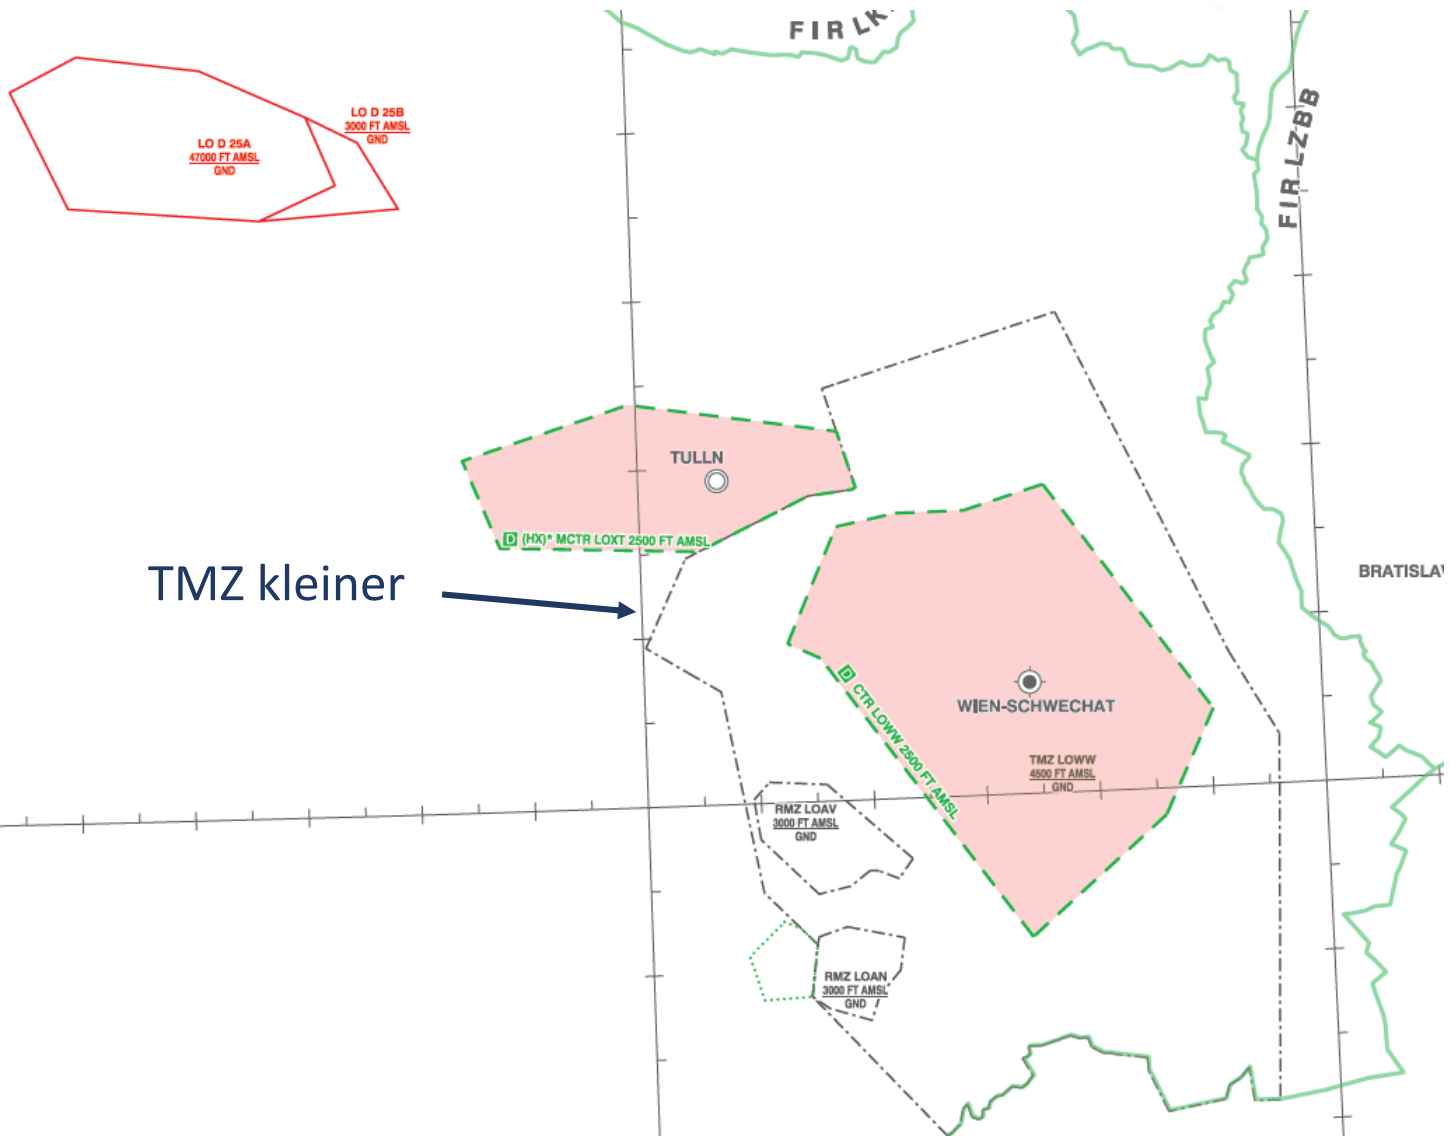 FIR LK
LO D 25B
3000 FT AMSL
GND
LO D 25A
47000 FT AMSL
GND
FIR LZBB
TULLN
D (HX)* MCTR LOXT 2500 FT AMSL
TMZ kleiner
BRATISLAV
D CTR LOWW 2500 FT AMSL
WIEN-SCHWECHAT
TMZ LOWW
4500 FT AMSL
GND
RMZ LOAV
3000 FT AMSL
GND
RMZ LOAN
3000 FT AMSL
GND